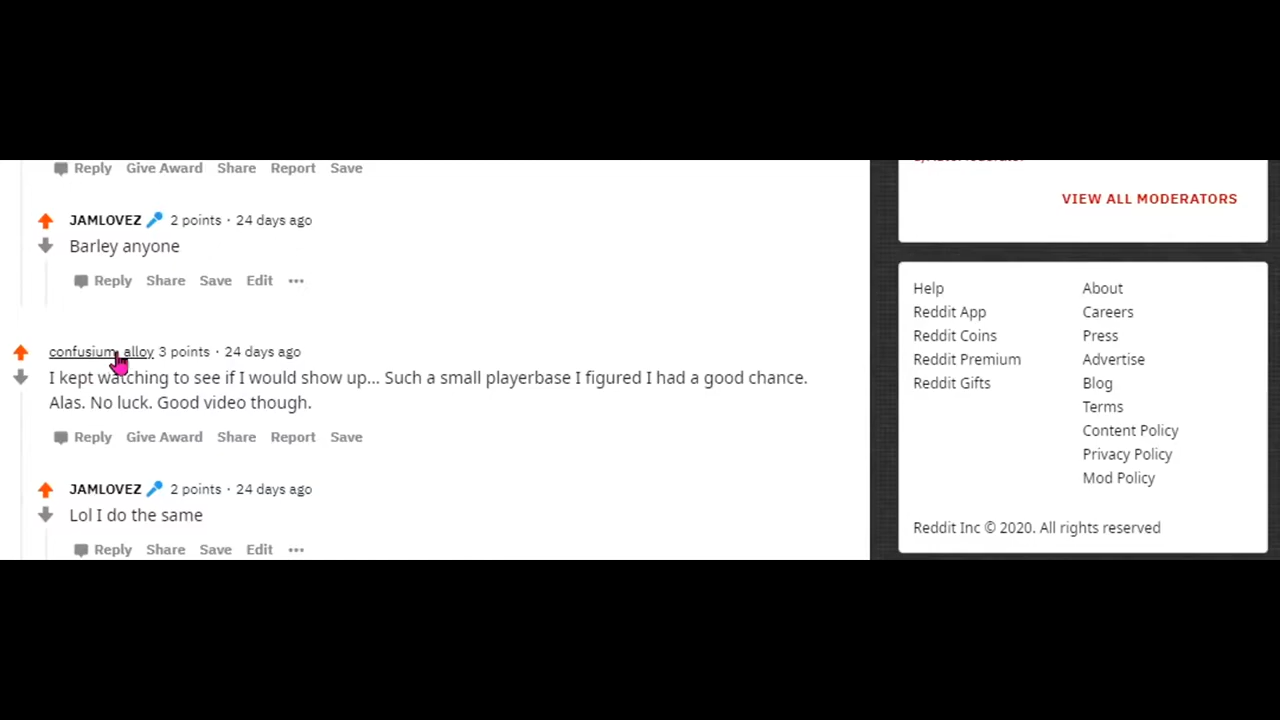 Reply Give Award Share Report Save
JAMLOVEZ 2 points · 24 days ago
Barley anyone
Reply Share Save Edit •••
confusium_alloy 3 points · 24 days ago
I kept watching to see if I would show up... Such a small playerbase I figured I had a good chance.
Alas. No luck. Good video though.
Reply Give Award Share Report Save
JAMLOVEZ 2 points · 24 days ago
Lol I do the same
Reply Share Save Edit •••
VIEW ALL MODERATORS
Help
Reddit App
Reddit Coins
Reddit Premium
Reddit Gifts
About
Careers
Press
Advertise
Blog
Terms
Content Policy
Privacy Policy
Mod Policy
Reddit Inc © 2020. All rights reserved